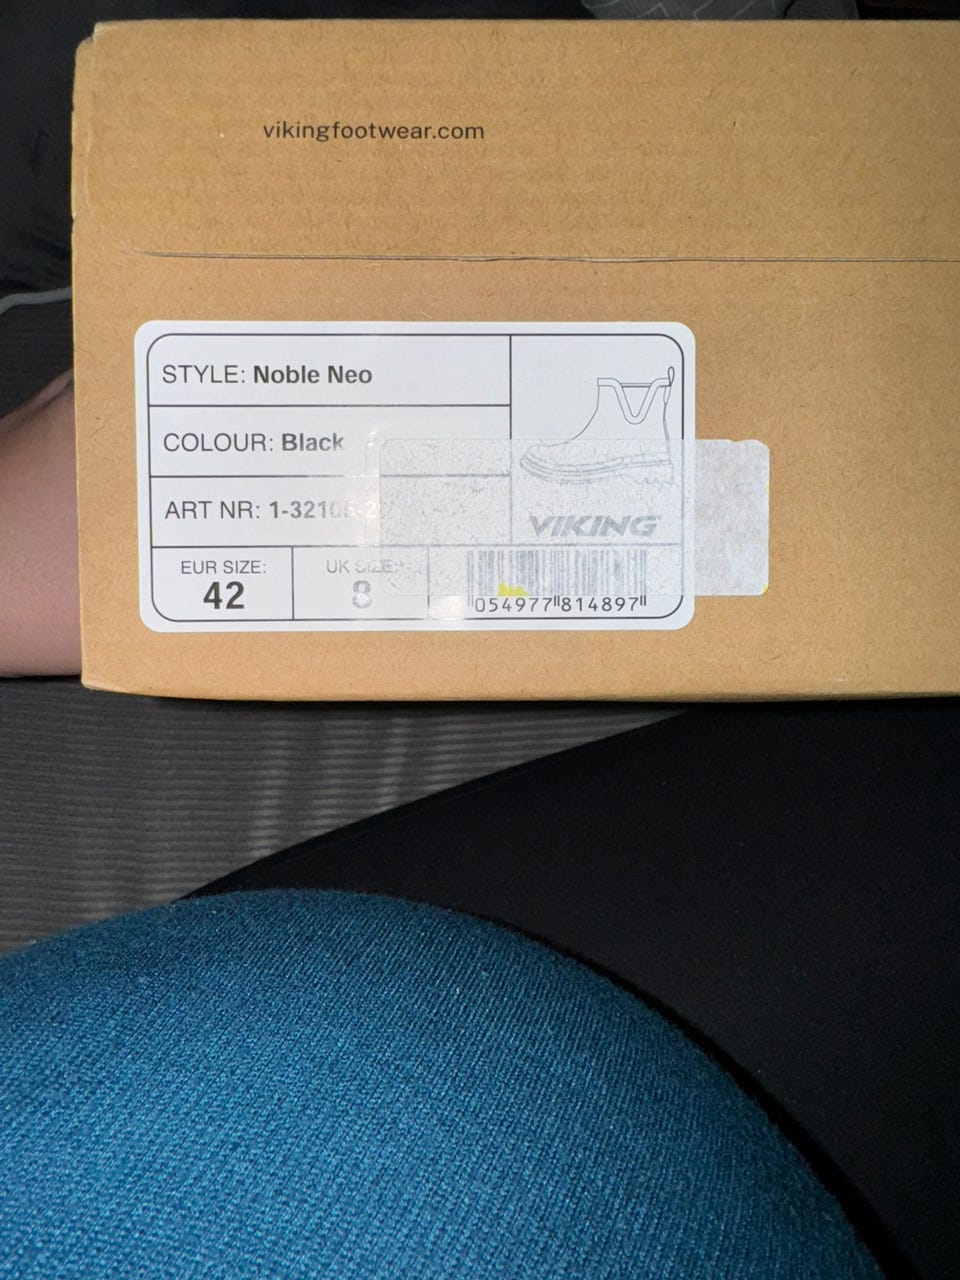 vikingfootwear.com
STYLE: Noble Neo
COLOUR: Black
ART NR:
VIKING
EUR SIZE: UK SIZE:
42 8
054977 814897